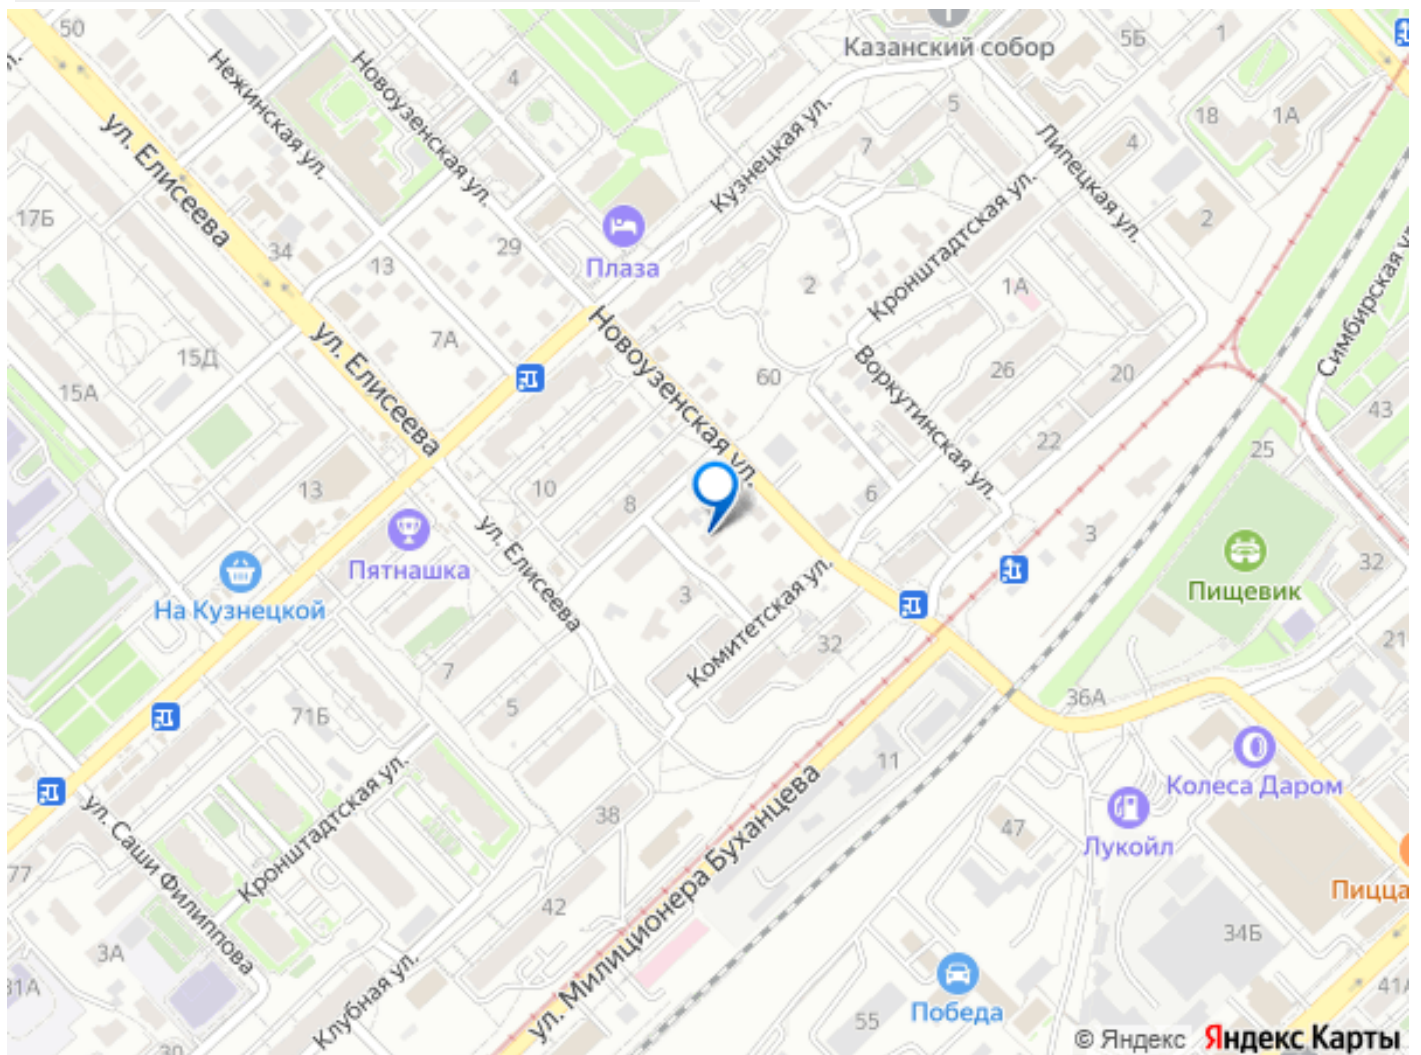 50
Казанский собор
5Б
1
Нежинская ул.
Новоузенская ул.
4
ул. Елисеева
Кузнецкая ул.
7
5
Липецкая ул.
4
18
1А
17Б
34
13
29
Плаза
2
Кронштадтская ул.
1А
2
Симбирская ул.
15Д
7А
ул. Елисеева
Новоузенская ул.
60
Воркутинская ул.
26
20
15А
43
22
25
13
10
8
6
3
Пятнашка
ул. Елисеева
На Кузнецкой
3
Комитетская ул.
32
Пищевик
32
21
7
5
71Б
36А
11
Колеса Даром
Кронштадтская ул.
ул. Саши Филиппова
38
ул. Милиционера Буханцева
47
Лукойл
77
42
Пицца
3А
34Б
31А
Клубная ул.
30
55
Победа
41А
© Яндекс Яндекс Карты